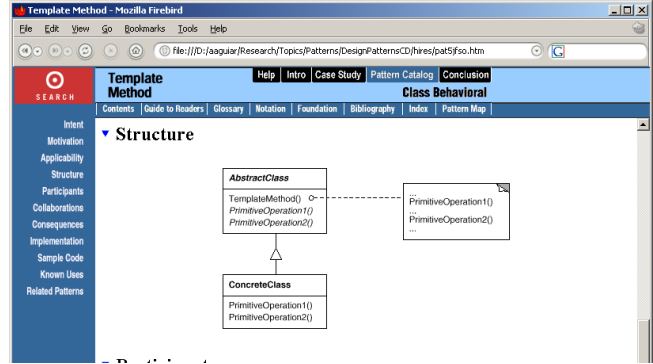 Template Method - Mozilla Firebird
File Edit View Go Bookmarks Tools Help
file:///D:/aaguiar/Research/Topics/Patterns/DesignPatternsCD/hires/pat5jfso.htm
G
SEARCH
Template
Method
Help Intro Case Study Pattern Catalog Conclusion
Class Behavioral
Contents Guide to Readers Glossary Notation Foundation Bibliography Index Pattern Map
Intent
Motivation
Applicability
Structure
Participants
Collaborations
Consequences
Implementation
Sample Code
Known Uses
Related Patterns
Structure
AbstractClass
TemplateMethod()
PrimitiveOperation1()
PrimitiveOperation2()
...
PrimitiveOperation1()
...
PrimitiveOperation2()
...
ConcreteClass
PrimitiveOperation1()
PrimitiveOperation2()